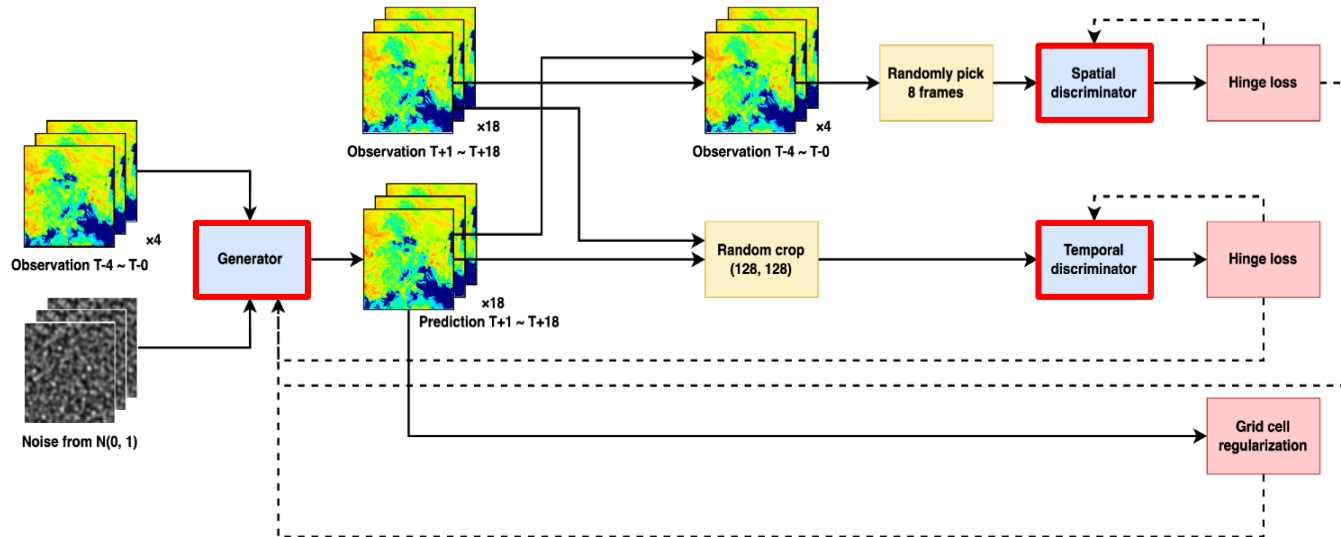 ×18
Observation T+1 ~ T+18
×4
Observation T-4 ~ T-0
Randomly pick
8 frames
Spatial
discriminator
Hinge loss
×4
Observation T-4 ~ T-0
Generator
×18
Prediction T+1 ~ T+18
Random crop
(128, 128)
Temporal
discriminator
Hinge loss
Noise from N(0, 1)
Grid cell
regularization